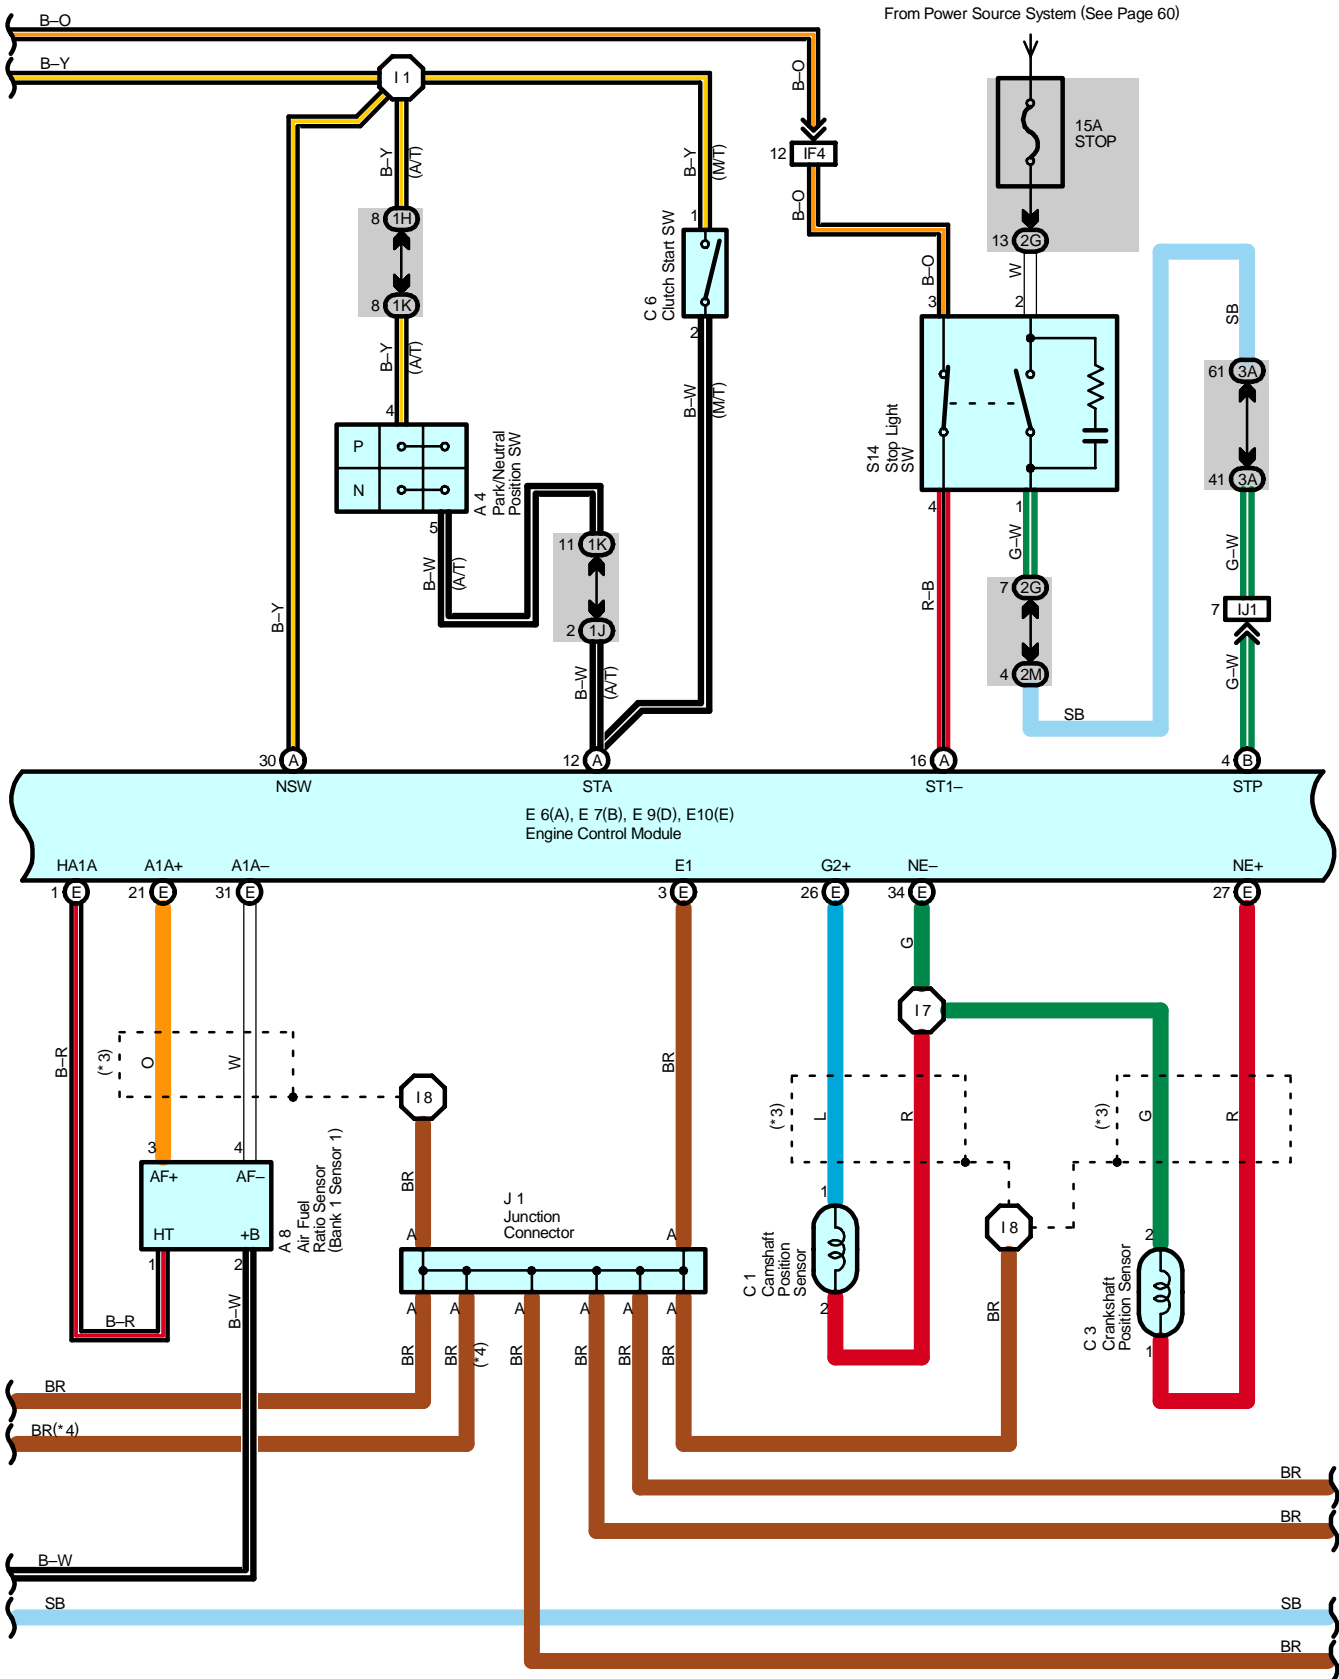 B–O
From Power Source System (See Page 60)
B–Y
I 1
B–O
15A
STOP
12 IF4
B–Y
(A/T)
B–Y
(M/T)
B–O
8 1H
1
13 2G
C 6
Clutch Start SW
B–O
W
8 1K
3
2
SB
2
B–Y
(A/T)
61 3A
B–W
(M/T)
4
P
N
A 4
Park/Neutral
Position SW
S14
Stop Light
SW
41 3A
5
4
1
11 1K
G–W
G–W
B–W
(A/T)
7 2G
R–B
7 IJ1
B–Y
2 1J
B–W
(A/T)
4 2M
G–W
SB
30 A
12 A
16 A
4 B
NSW
STA
ST1–
STP
E 6(A), E 7(B), E 9(D), E10(E)
Engine Control Module
HA1A
A1A+
A1A–
E1
G2+
NE–
NE+
1 E
21 E
31 E
3 E
26 E
34 E
27 E
G
I 7
B–R
(*3)
O
W
BR
I 8
(*3)
L
R
(*3)
G
R
3
4
AF+
AF–
HT
+B
A 8
Air Fuel
Ratio Sensor
(Bank 1 Sensor 1)
BR
J 1
Junction
Connector
1
I 8
2
A
A
1
2
C 1
Camshaft
Position
Sensor
C 3
Crankshaft
Position Sensor
B–R
B–W
A
A
A
A
A
A
2
BR
1
BR
BR
(*4)
BR
BR
BR
BR
BR
BR(*4)
BR
BR
B–W
SB
SB
BR